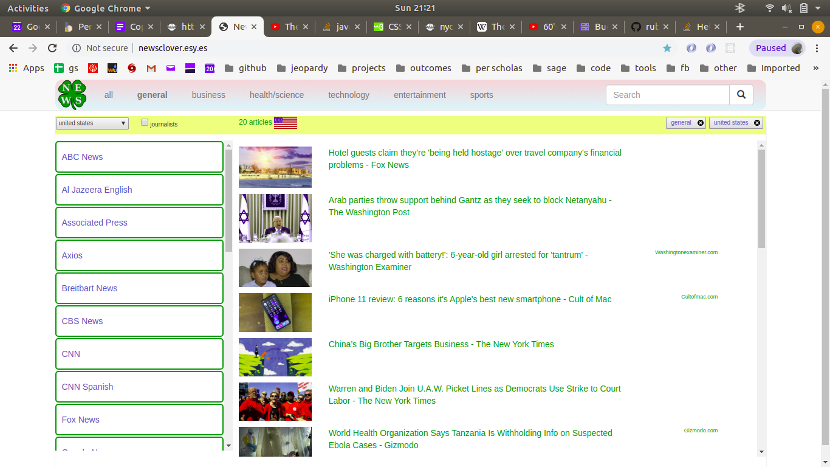 Activities Google Chrome Sun 21:21
Go Pe Co htt Ne The jav CSS nyc The 60 Bu rul He
Not secure newsclover.esy.es Paused
Apps gs github jeopardy projects outcomes per scholas sage code tools fb other Imported »
NEWS all general business health/science technology entertainment sports Search
united states journalists 20 articles general united states
ABC News
Al Jazeera English
Associated Press
Axios
Breitbart News
CBS News
CNN
CNN Spanish
Fox News
Hotel guests claim they're 'being held hostage' over travel company's financial
problems - Fox News
Arab parties throw support behind Gantz as they seek to block Netanyahu -
The Washington Post
'She was charged with battery!': 6-year-old girl arrested for 'tantrum' -
Washington Examiner
Washingtonexaminer.com
iPhone 11 review: 6 reasons it's Apple's best new smartphone - Cult of Mac
Cultofmac.com
China's Big Brother Targets Business - The New York Times
Warren and Biden Join U.A.W. Picket Lines as Democrats Use Strike to Court
Labor - The New York Times
World Health Organization Says Tanzania Is Withholding Info on Suspected
Ebola Cases - Gizmodo
Gizmodo.com